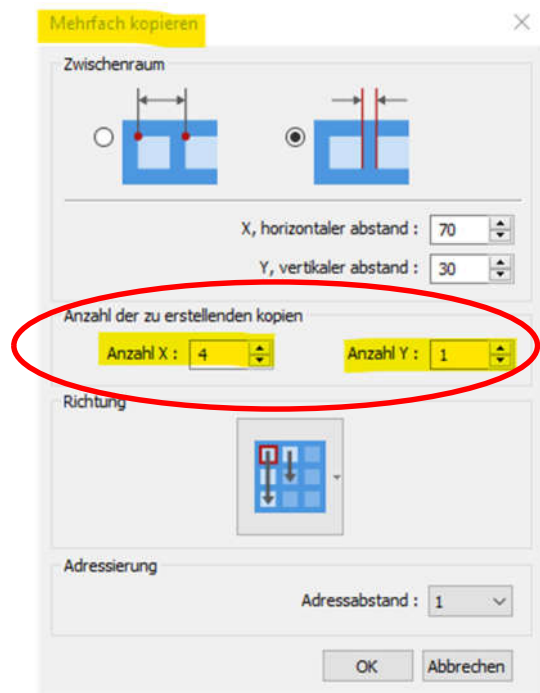 Mehrfach kopieren
Zwischenraum
X, horizontaler abstand : 70
Y, vertikaler abstand : 30
Anzahl der zu erstellenden kopien
Anzahl X : 4 Anzahl Y : 1
Richtung
Adressierung
Adressabstand : 1
OK Abbrechen